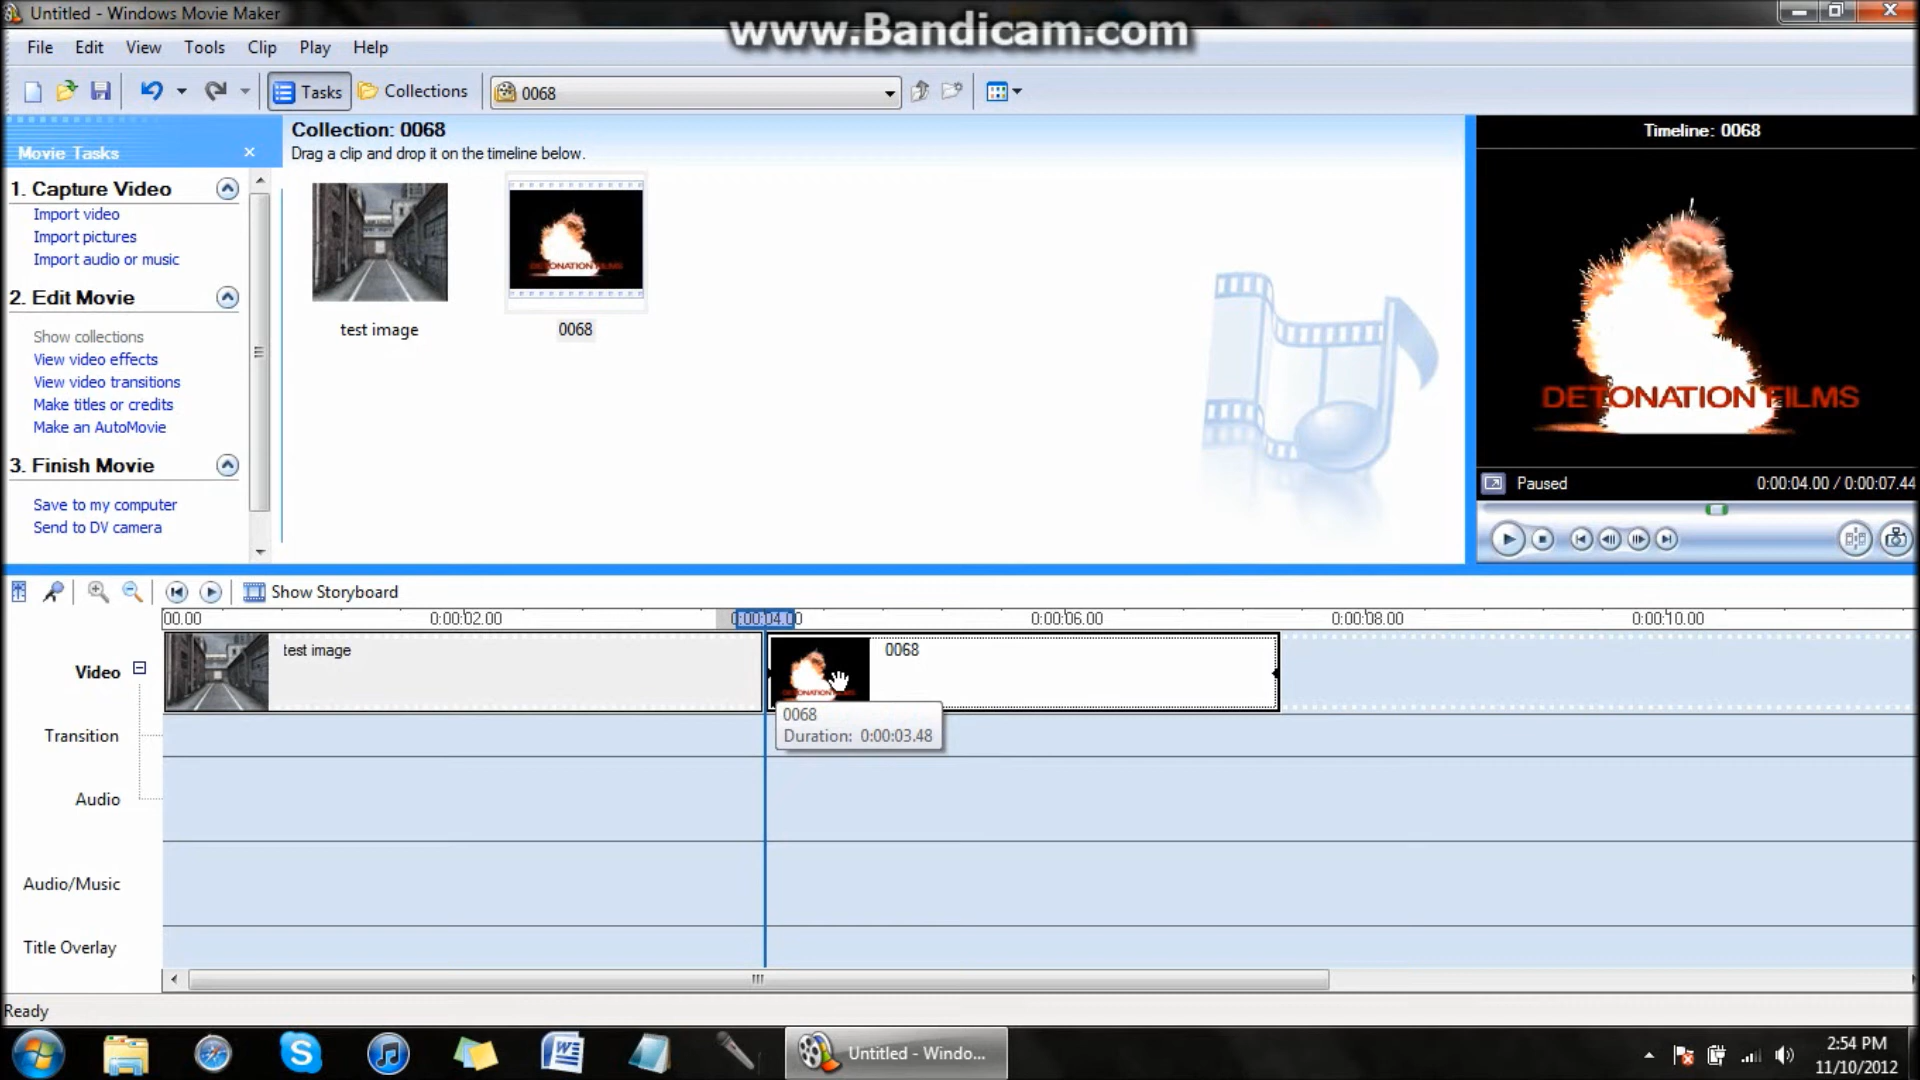 Untitled - Windows Movie Maker
www.Bandicam.com
File Edit View Tools Clip Play Help
Tasks Collections 0068
Movie Tasks
Collection: 0068
Drag a clip and drop it on the timeline below.
Timeline: 0068
1. Capture Video
Import video
Import pictures
Import audio or music
2. Edit Movie
Show collections
View video effects
View video transitions
Make titles or credits
Make an AutoMovie
3. Finish Movie
Save to my computer
Send to DV camera
DETONATION FILMS
test image
0068
DETONATION FILMS
Paused 0:00:04.00 / 0:00:07.44
Show Storyboard
00.00 0:00:02.00 0:00:04.00 0:00:06.00 0:00:08.00 0:00:10.00
Video
test image
0068
0068
Duration: 0:00:03.48
Transition
Audio
Audio/Music
Title Overlay
Ready
Untitled - Windo...
2:54 PM
11/10/2012